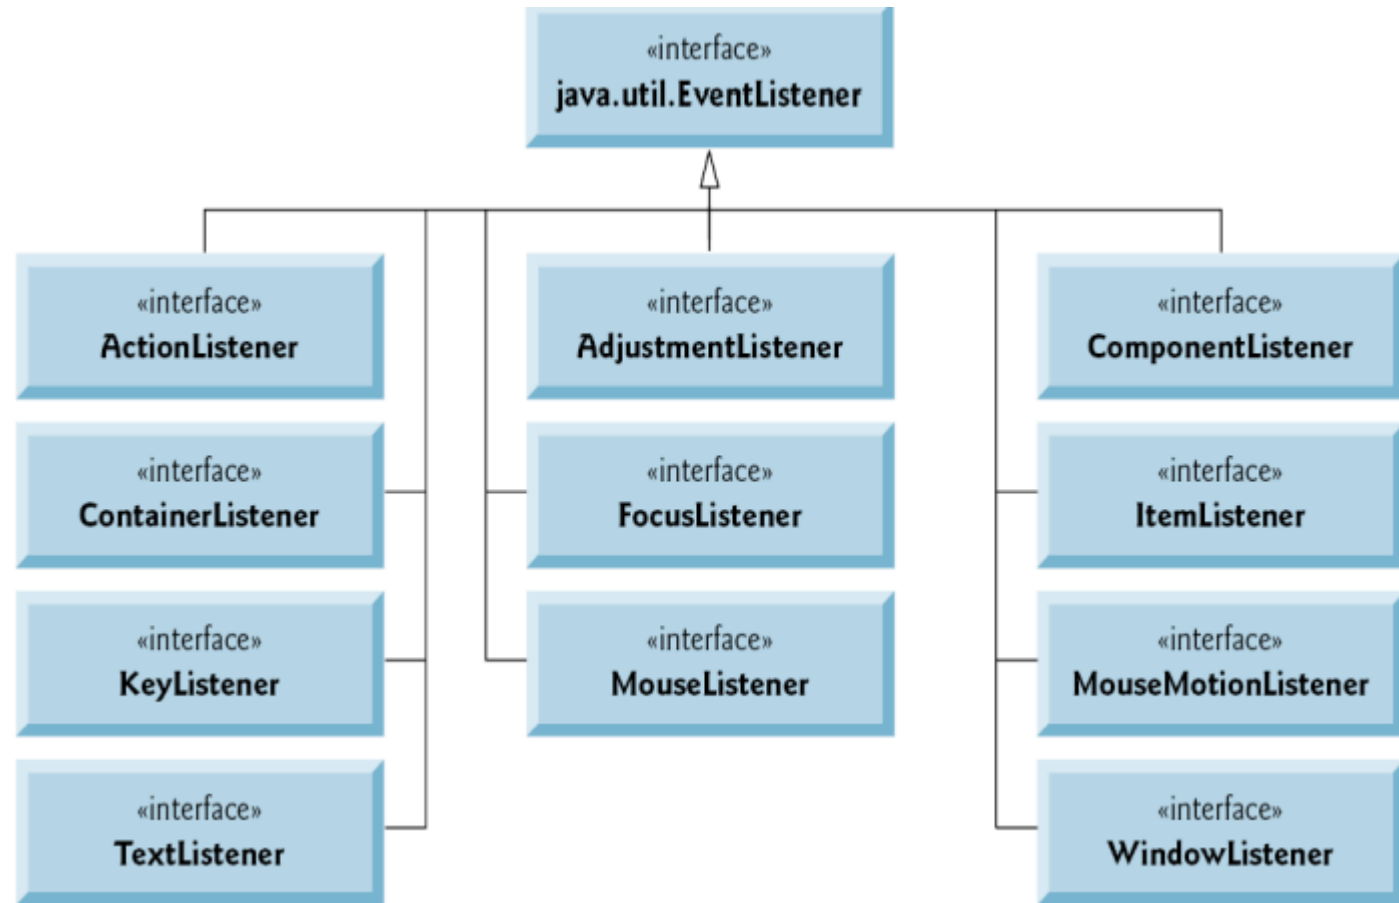 «interface»
java.util.EventListener
«interface»
ActionListener
«interface»
AdjustmentListener
«interface»
ComponentListener
«interface»
ContainerListener
«interface»
FocusListener
«interface»
ItemListener
«interface»
KeyListener
«interface»
MouseListener
«interface»
MouseMotionListener
«interface»
TextListener
«interface»
WindowListener